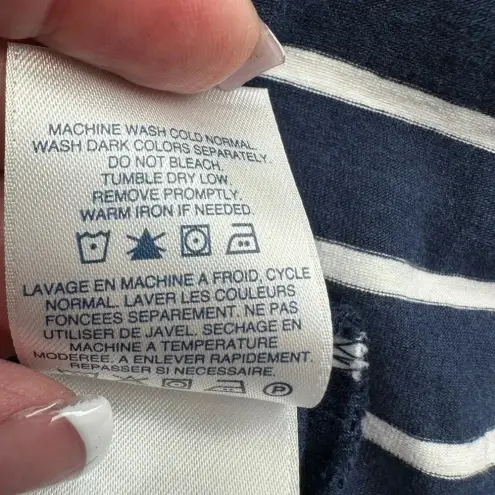 MACHINE WASH COLD NORMAL.
WASH DARK COLORS SEPARATELY.
DO NOT BLEACH.
TUMBLE DRY LOW.
REMOVE PROMPTLY.
WARM IRON IF NEEDED.
LAVAGE EN MACHINE A FROID, CYCLE
NORMAL. LAVER LES COULEURS
FONCEES SEPAREMENT. NE PAS
UTILISER DE JAVEL. SECHAGE EN
MACHINE A TEMPERATURE
MODEREE. A ENLEVER RAPIDEMENT.
REPASSER SI NECESSAIRE.
P